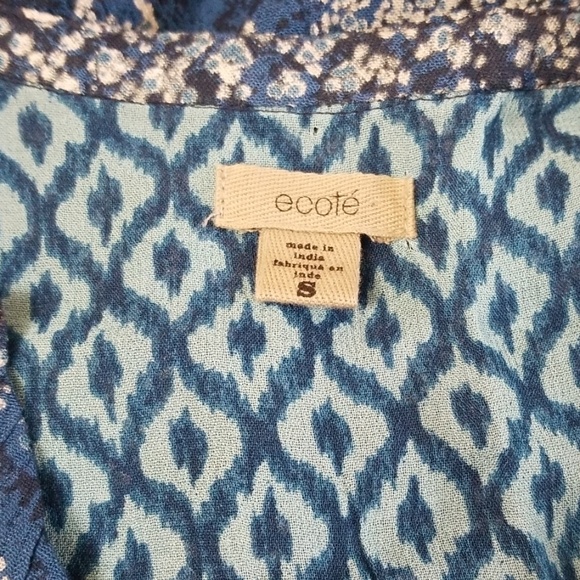 ecoté
made in
india
fabriqué en
inde
S